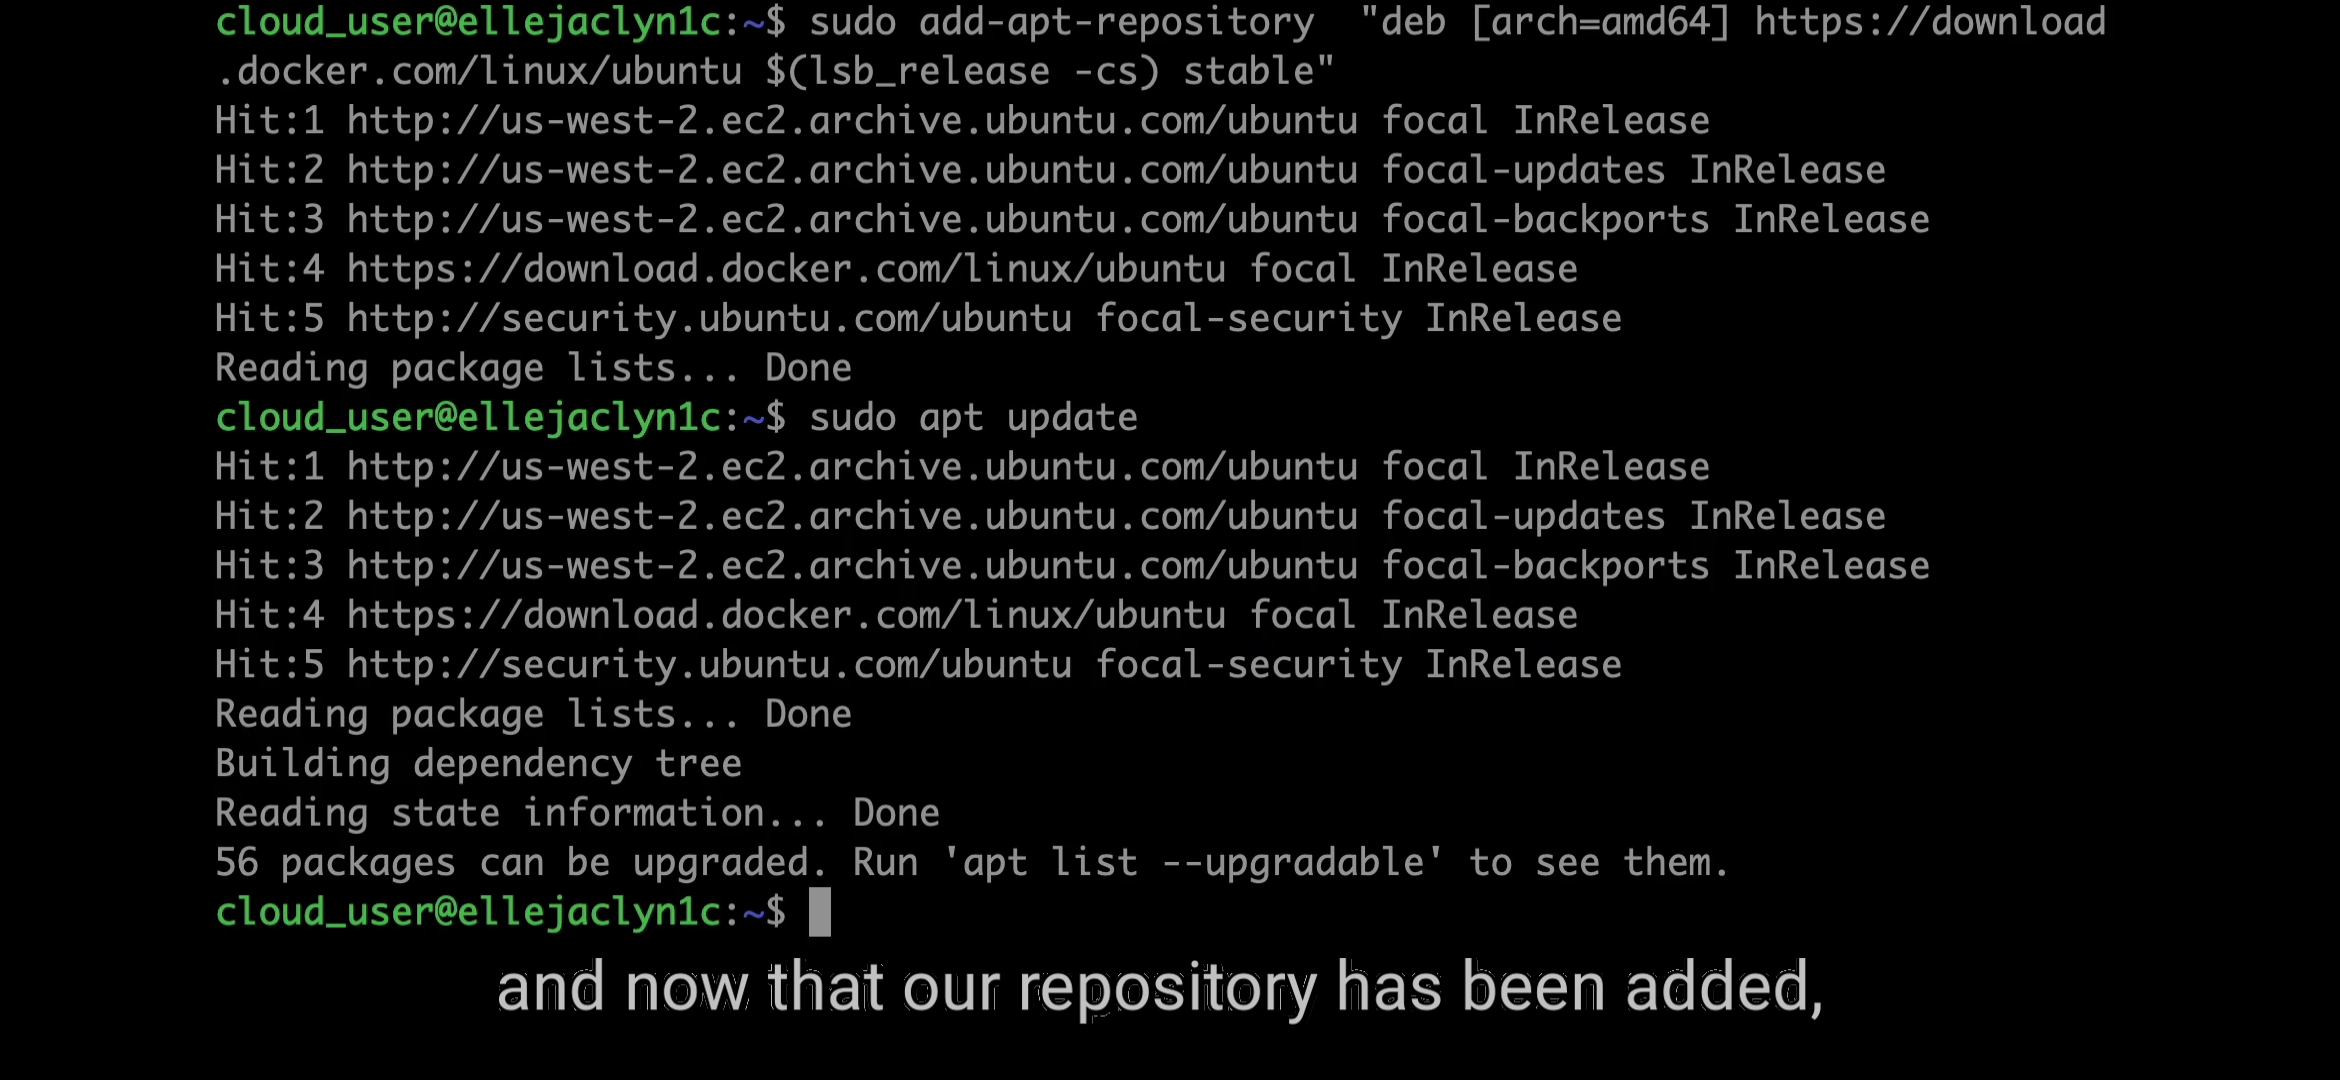 cloud_user@ellejaclyn1c:~$ sudo add-apt-repository  "deb [arch=amd64] https://download
.docker.com/linux/ubuntu $(lsb_release -cs) stable"
Hit:1 http://us-west-2.ec2.archive.ubuntu.com/ubuntu focal InRelease
Hit:2 http://us-west-2.ec2.archive.ubuntu.com/ubuntu focal-updates InRelease
Hit:3 http://us-west-2.ec2.archive.ubuntu.com/ubuntu focal-backports InRelease
Hit:4 https://download.docker.com/linux/ubuntu focal InRelease
Hit:5 http://security.ubuntu.com/ubuntu focal-security InRelease
Reading package lists... Done
cloud_user@ellejaclyn1c:~$ sudo apt update
Hit:1 http://us-west-2.ec2.archive.ubuntu.com/ubuntu focal InRelease
Hit:2 http://us-west-2.ec2.archive.ubuntu.com/ubuntu focal-updates InRelease
Hit:3 http://us-west-2.ec2.archive.ubuntu.com/ubuntu focal-backports InRelease
Hit:4 https://download.docker.com/linux/ubuntu focal InRelease
Hit:5 http://security.ubuntu.com/ubuntu focal-security InRelease
Reading package lists... Done
Building dependency tree
Reading state information... Done
56 packages can be upgraded. Run 'apt list --upgradable' to see them.
cloud_user@ellejaclyn1c:~$
and now that our repository has been added,